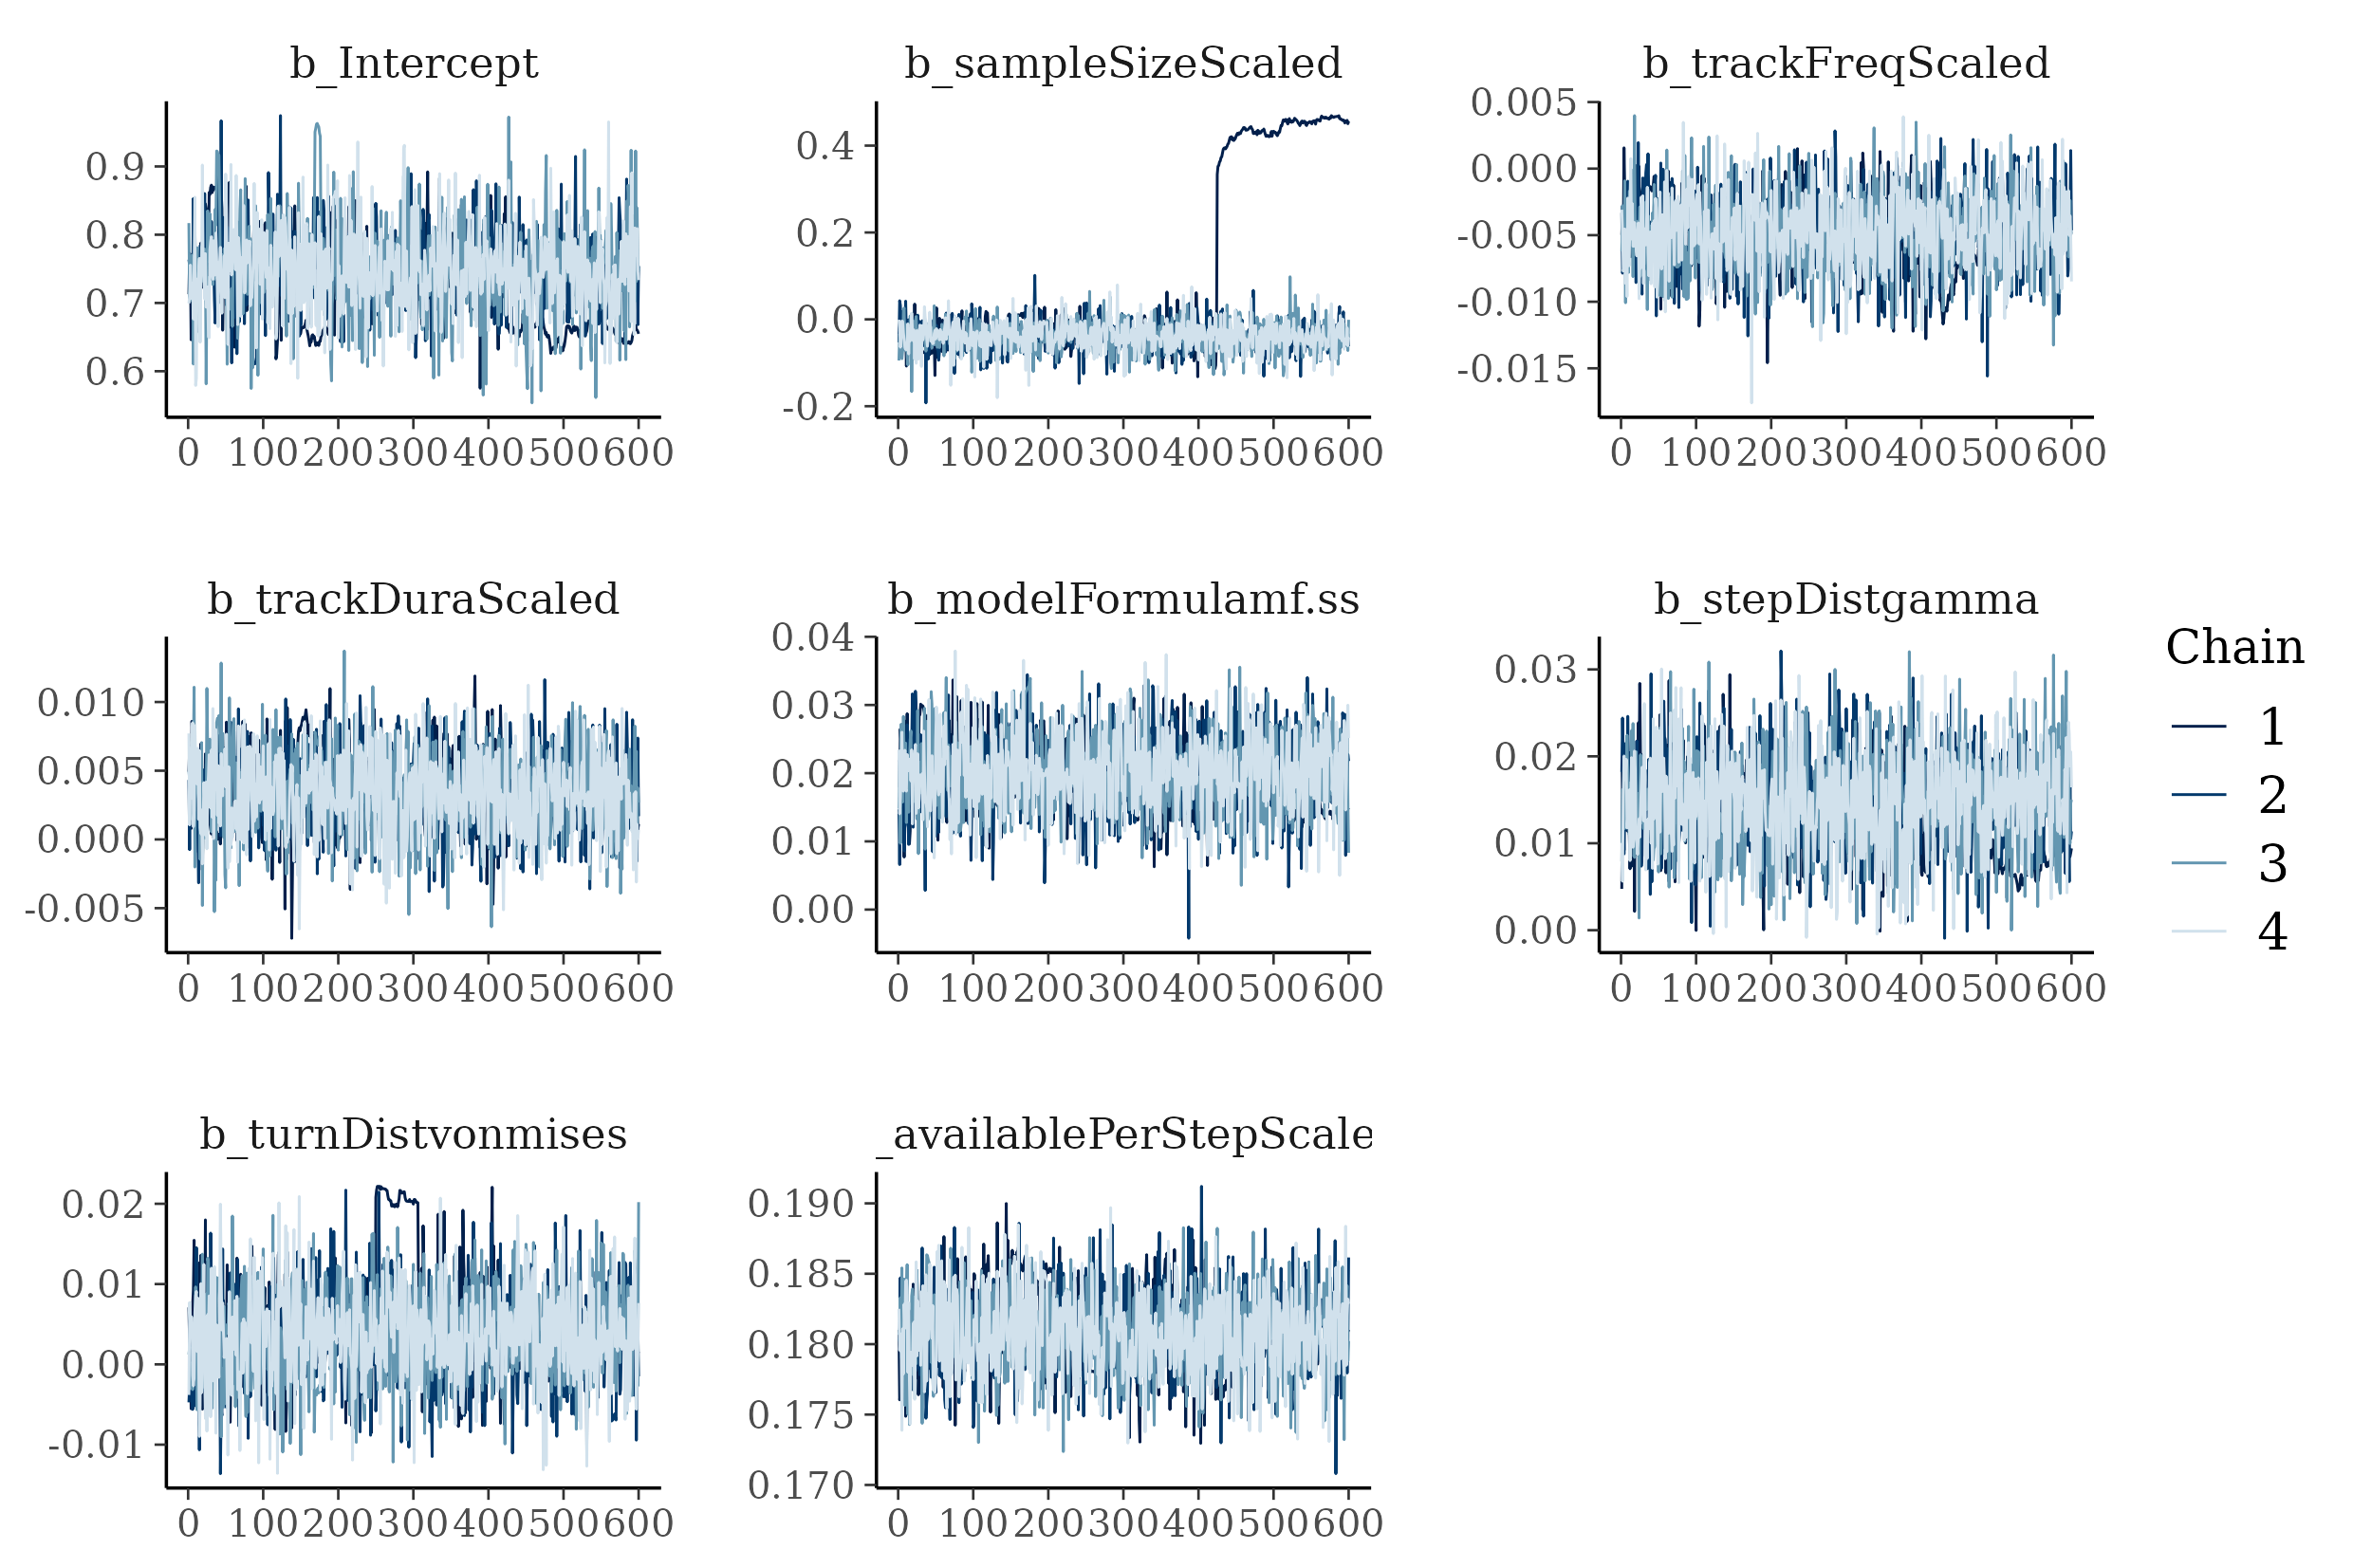 b_Intercept
0.9
0.8
0.7
0.6
0 100 200 300 400 500 600
b_sampleSizeScaled
0.4
0.2
0.0
-0.2
0 100 200 300 400 500 600
b_trackFreqScaled
0.005
0.000
-0.005
-0.010
-0.015
0 100 200 300 400 500 600
b_trackDuraScaled
0.010
0.005
0.000
-0.005
0 100 200 300 400 500 600
b_modelFormulamf.ss
0.04
0.03
0.02
0.01
0.00
0 100 200 300 400 500 600
b_stepDistgamma
0.03
0.02
0.01
0.00
0 100 200 300 400 500 600
Chain
1
2
3
4
b_turnDistvonmises
0.02
0.01
0.00
-0.01
0 100 200 300 400 500 600
_availablePerStepScale
0.190
0.185
0.180
0.175
0.170
0 100 200 300 400 500 600